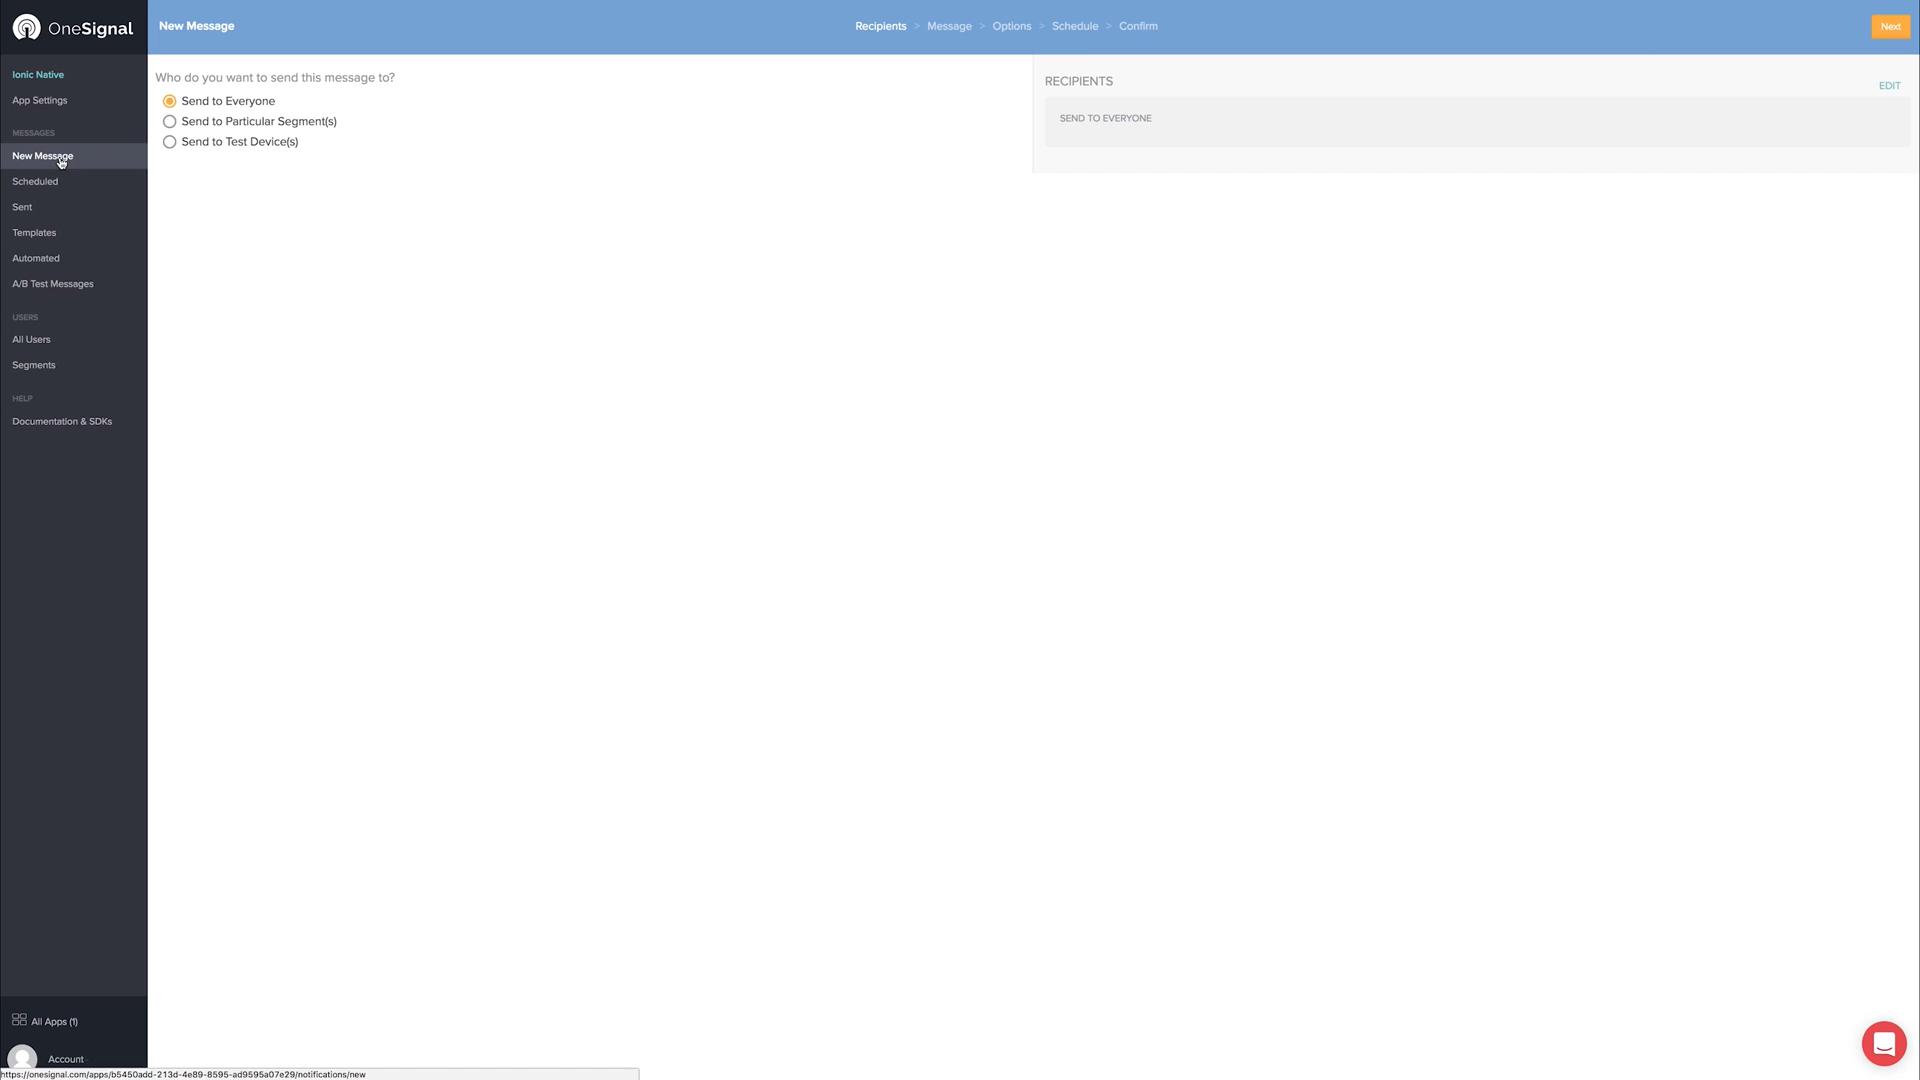 OneSignal
New Message
Recipients > Message > Options > Schedule > Confirm
Next
Ionic Native
App Settings
MESSAGES
New Message
Scheduled
Sent
Templates
Automated
A/B Test Messages
USERS
All Users
Segments
HELP
Documentation & SDKs
All Apps (1)
Account
Who do you want to send this message to?
Send to Everyone
Send to Particular Segment(s)
Send to Test Device(s)
RECIPIENTS
EDIT
SEND TO EVERYONE
https://onesignal.com/apps/b5450add-213d-4e89-8595-ad9595a07e29/notifications/new